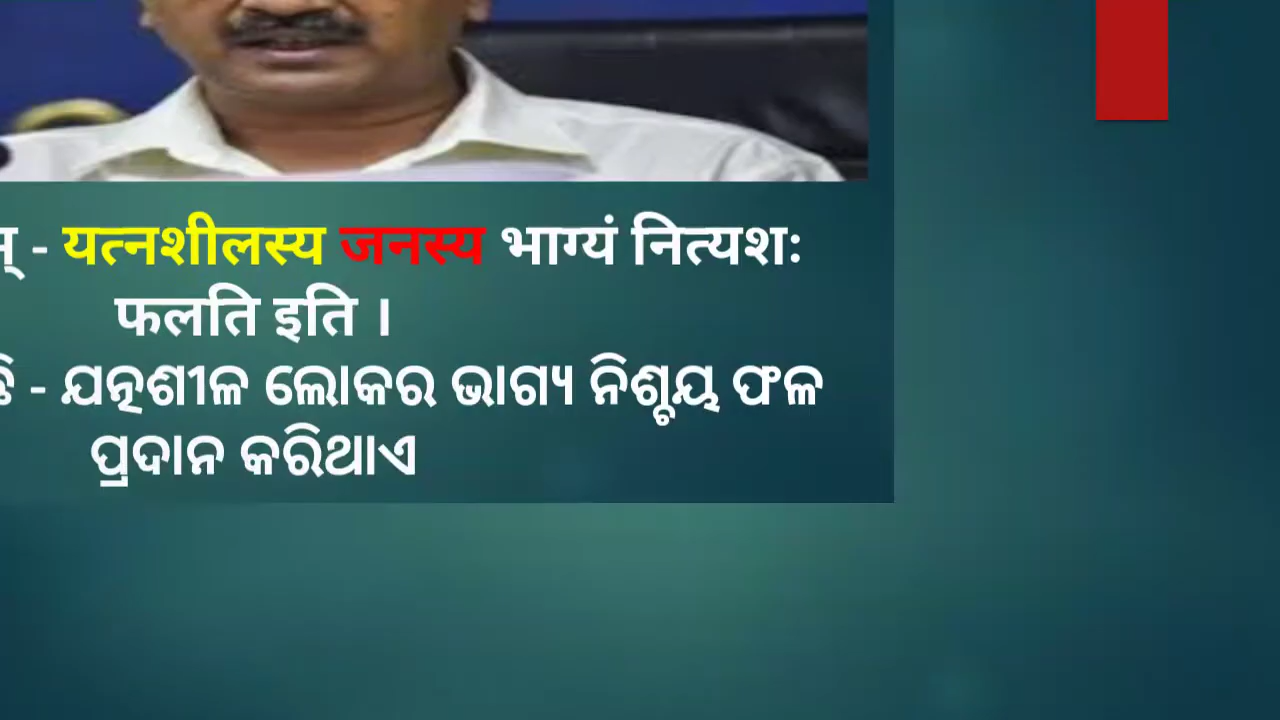 - यत्नशीलस्य जनस्य भाग्यं नित्यशः
फलति इति ।
- ଯତ୍ନଶୀଳ ଲୋକର ଭାଗ୍ୟ ନିଶ୍ଚୟ ଫଳ
ପ୍ରଦାନ କରିଥାଏ